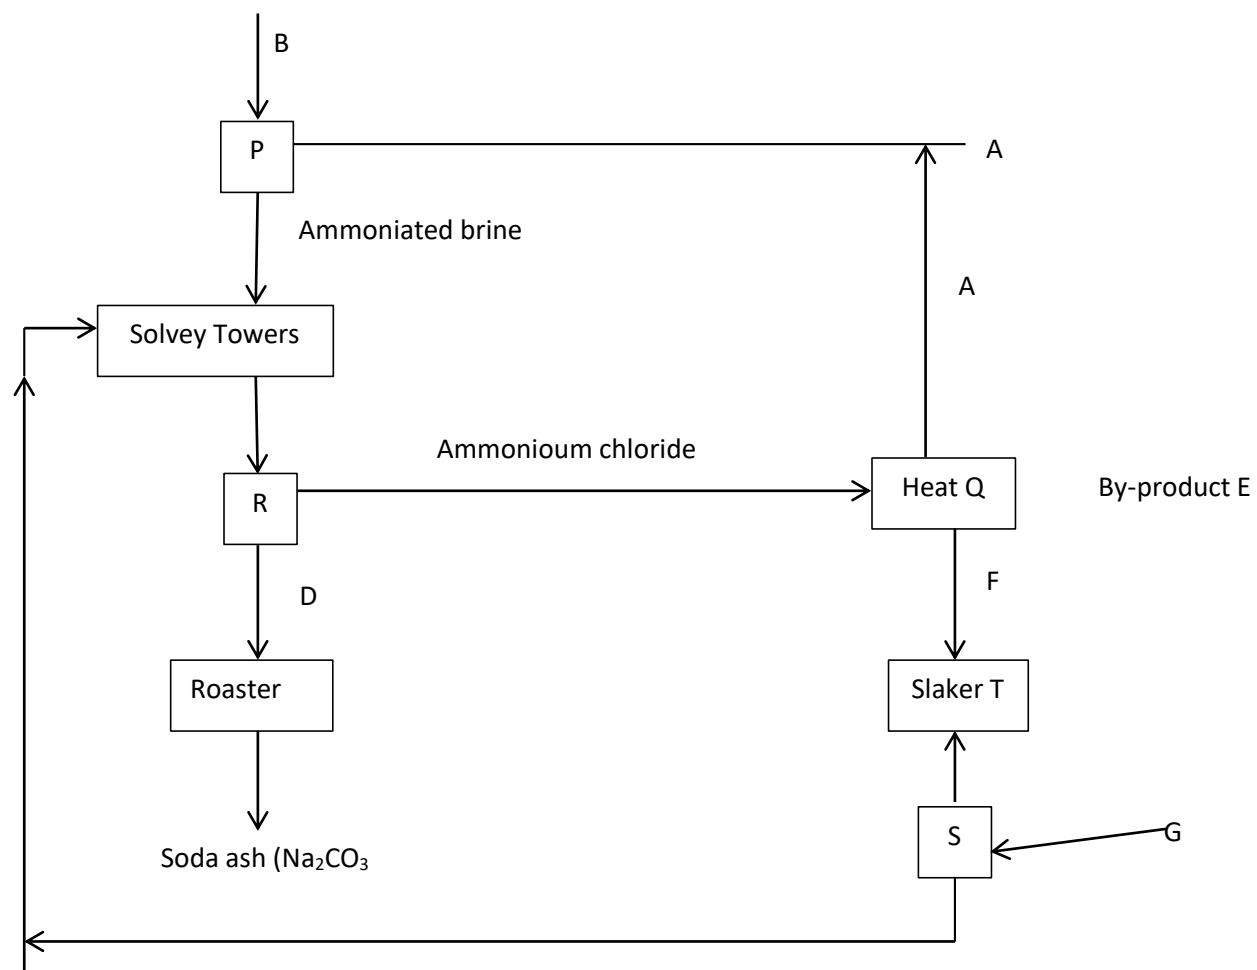 B
P
A
Ammoniated brine
A
Solvey Towers
Ammonioum chloride
R
Heat Q
By-product E
D
F
Roaster
Slaker T
S
G
Soda ash (Na₂CO₃